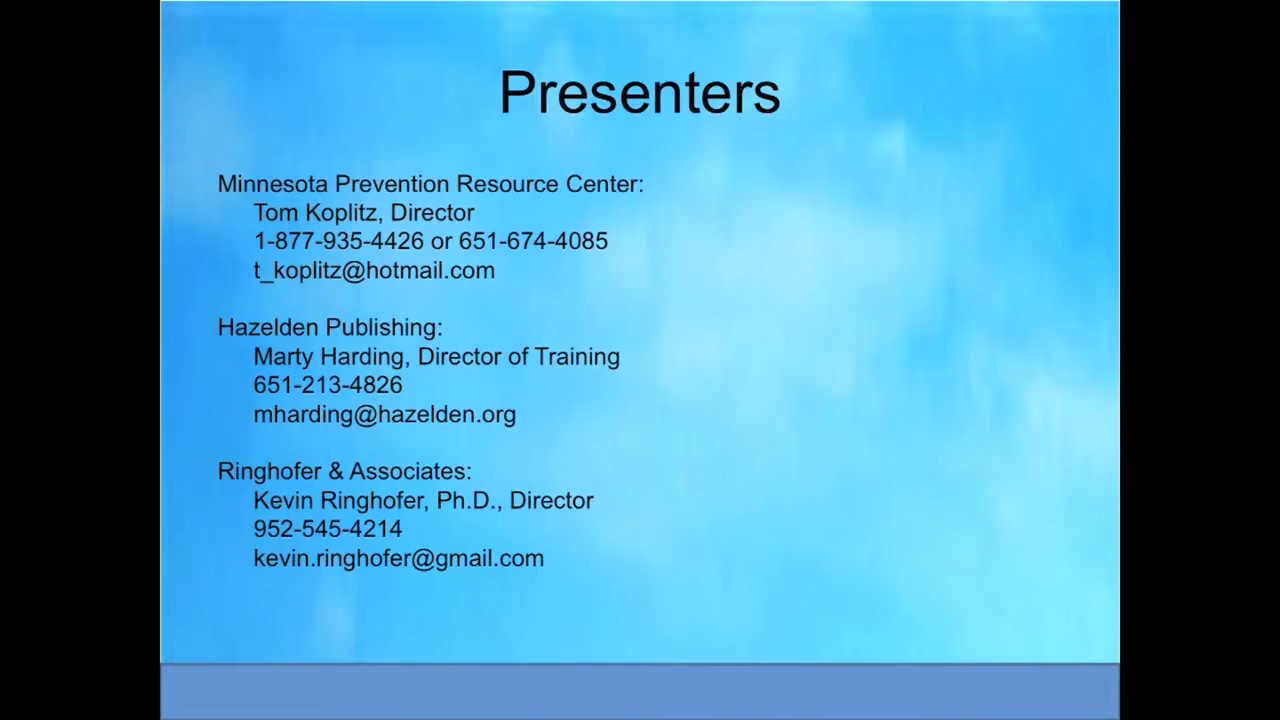 Presenters
Minnesota Prevention Resource Center:
Tom Koplitz, Director
1-877-935-4426 or 651-674-4085
t_koplitz@hotmail.com
Hazelden Publishing:
Marty Harding, Director of Training
651-213-4826
mharding@hazelden.org
Ringhofer & Associates:
Kevin Ringhofer, Ph.D., Director
952-545-4214
kevin.ringhofer@gmail.com